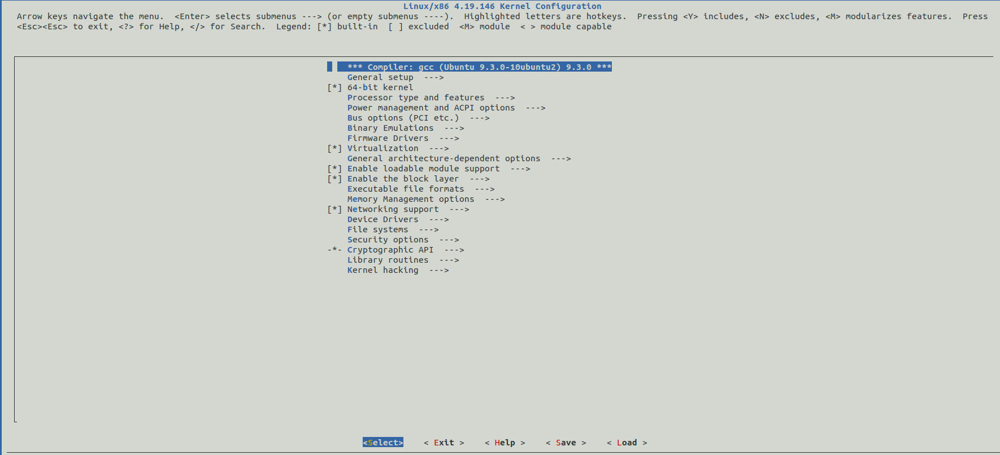 Linux/x86 4.19.146 Kernel Configuration
Arrow keys navigate the menu.  <Enter> selects submenus ---> (or empty submenus ----).  Highlighted letters are hotkeys.  Pressing <Y> includes, <N> excludes, <M> modularizes features.  Press
<Esc><Esc> to exit, <?> for Help, </> for Search.  Legend: [*] built-in  [ ] excluded  <M> module  < > module capable
*** Compiler: gcc (Ubuntu 9.3.0-10ubuntu2) 9.3.0 ***
General setup  --->
[*] 64-bit kernel
Processor type and features  --->
Power management and ACPI options  --->
Bus options (PCI etc.)  --->
Binary Emulations  --->
Firmware Drivers  --->
[*] Virtualization  --->
General architecture-dependent options  --->
[*] Enable loadable module support  --->
[*] Enable the block layer  --->
Executable file formats  --->
Memory Management options  --->
[*] Networking support  --->
Device Drivers  --->
File systems  --->
Security options  --->
-*- Cryptographic API  --->
Library routines  --->
Kernel hacking  --->
<Select>    < Exit >    < Help >    < Save >    < Load >